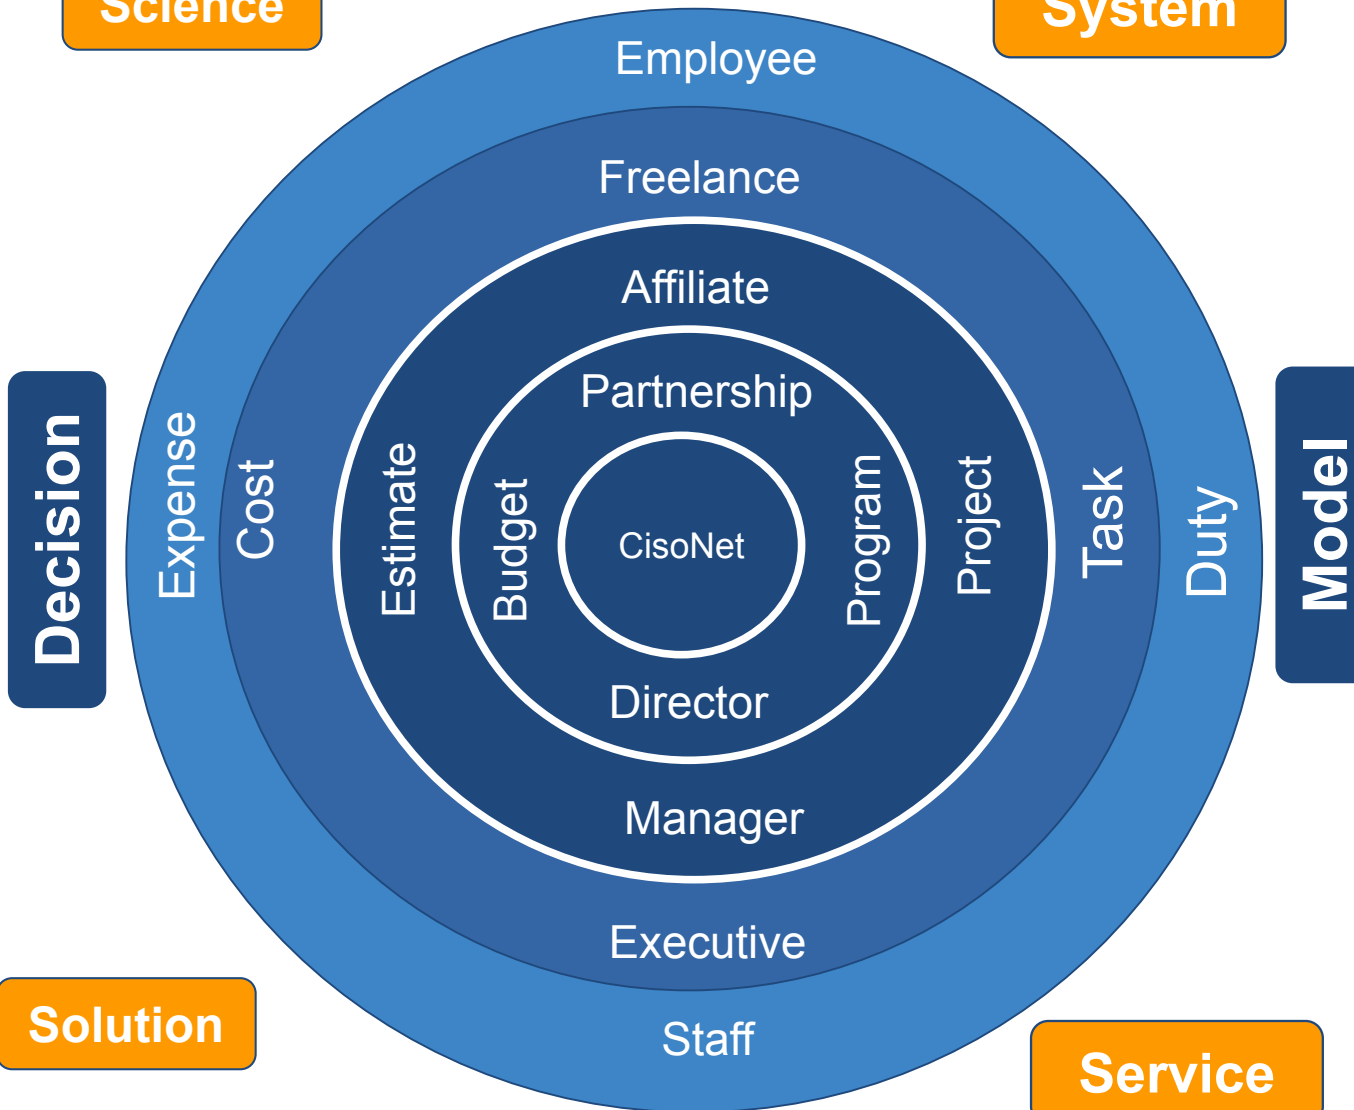 Science
System
Employee
Freelance
Affiliate
Partnership
Decision
Expense
Cost
Estimate
Budget
CisoNet
Program
Project
Task
Duty
Model
Director
Manager
Executive
Staff
Solution
Service